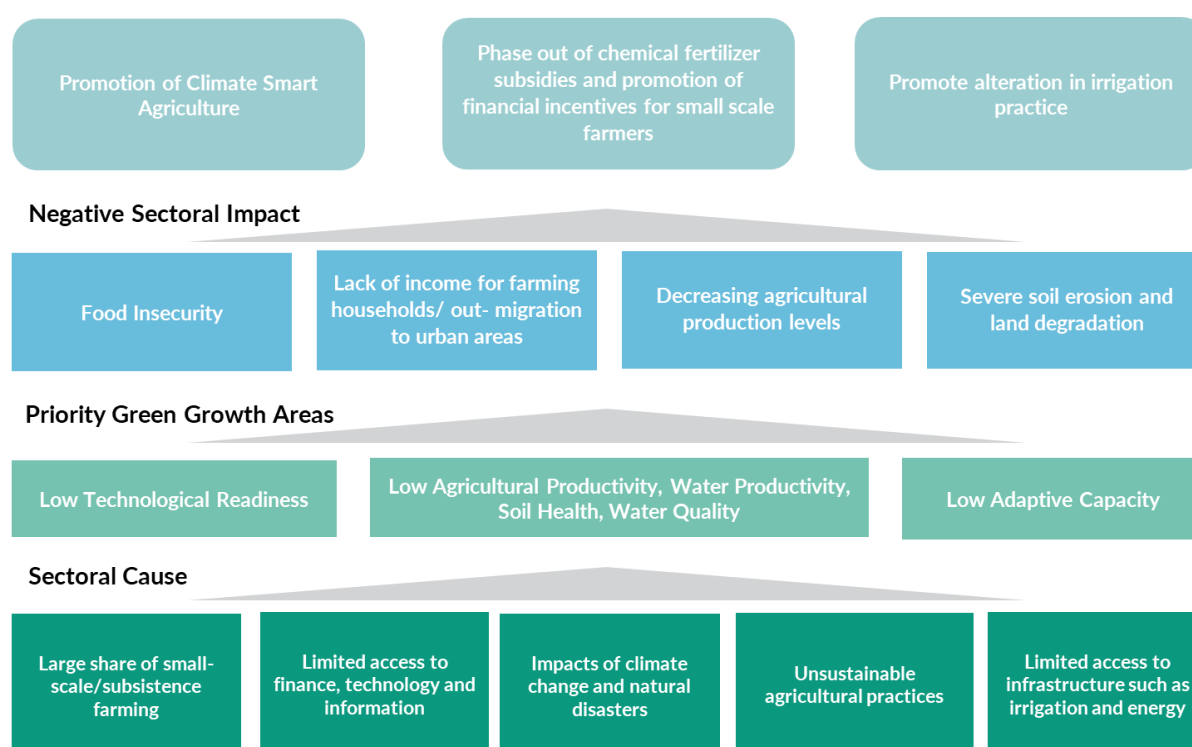 Promotion of Climate Smart
Agriculture
Phase out of chemical fertilizer
subsidies and promotion of
financial incentives for small scale
farmers
Promote alteration in irrigation
practice
Negative Sectoral Impact
Food Insecurity
Lack of income for farming
households/ out- migration
to urban areas
Decreasing agricultural
production levels
Severe soil erosion and
land degradation
Priority Green Growth Areas
Low Technological Readiness
Low Agricultural Productivity, Water Productivity,
Soil Health, Water Quality
Low Adaptive Capacity
Sectoral Cause
Large share of small-
scale/subsistence
farming
Limited access to
finance, technology and
information
Impacts of climate
change and natural
disasters
Unsustainable
agricultural practices
Limited access to
infrastructure such as
irrigation and energy